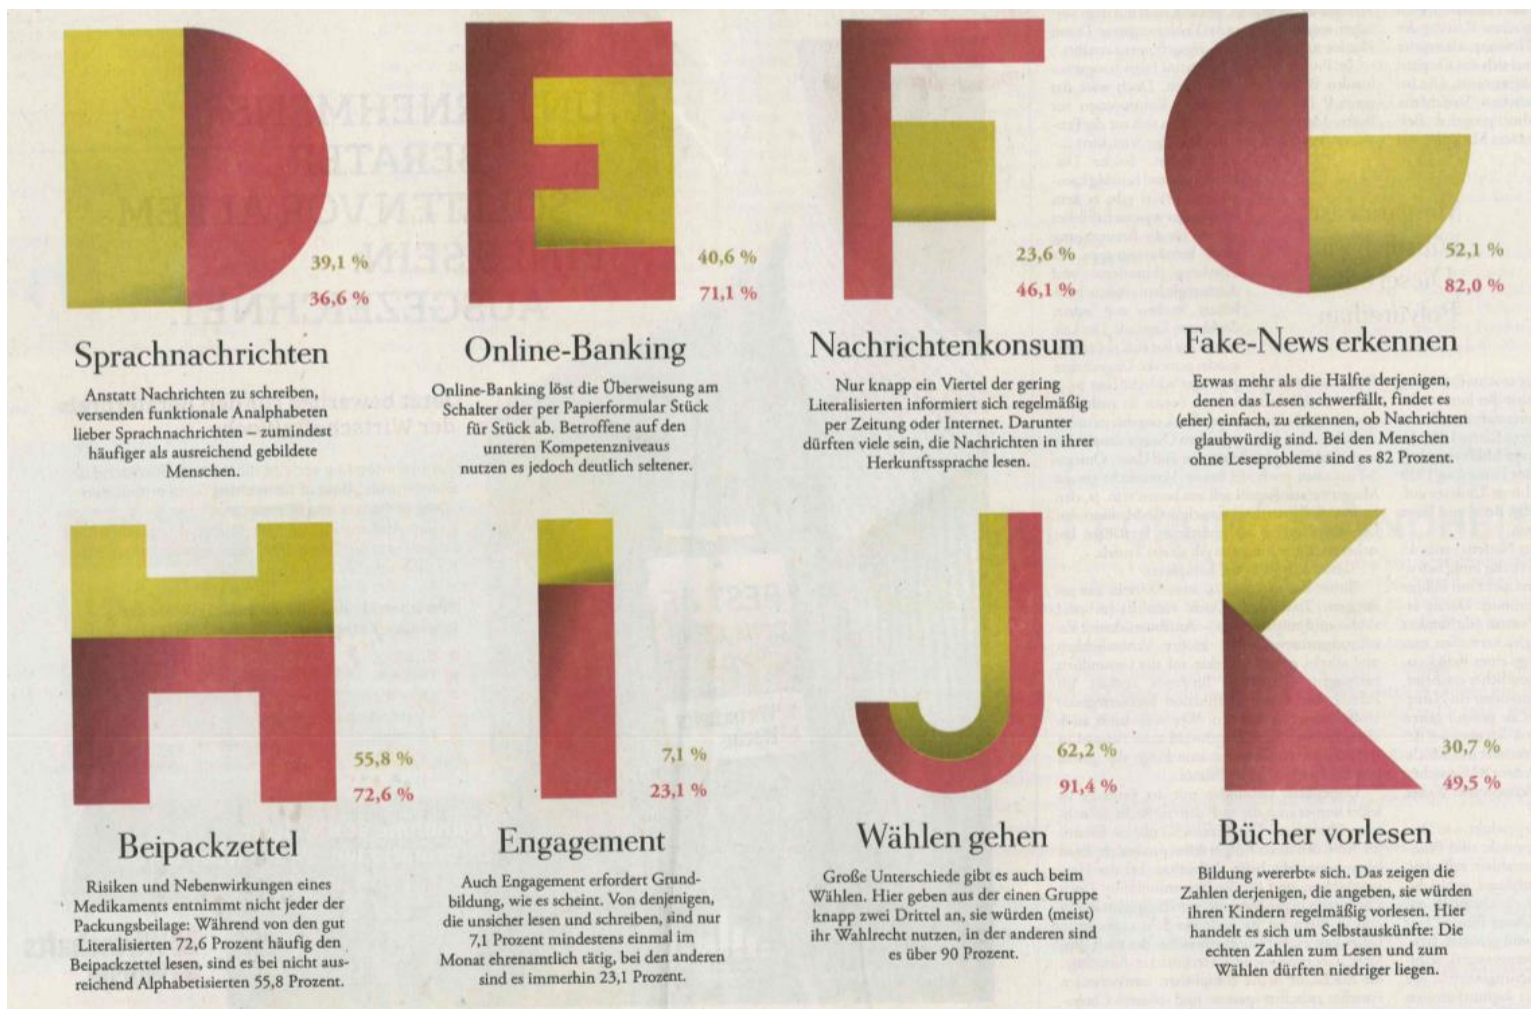 D
39,1 %
36,6 %
Sprachnachrichten
Anstatt Nachrichten zu schreiben,
versenden funktionale Analphabeten
lieber Sprachnachrichten – zumindest
häufiger als ausreichend gebildete
Menschen.
E
40,6 %
71,1 %
Online-Banking
Online-Banking löst die Überweisung am
Schalter oder per Papierformular Stück
für Stück ab. Betroffene auf den
unteren Kompetenzniveaus
nutzen es jedoch deutlich seltener.
F
23,6 %
46,1 %
Nachrichtenkonsum
Nur knapp ein Viertel der gering
Literalisierten informiert sich regelmäßig
per Zeitung oder Internet. Darunter
dürften viele sein, die Nachrichten in ihrer
Herkunftssprache lesen.
G
52,1 %
82,0 %
Fake-News erkennen
Etwas mehr als die Hälfte derjenigen,
denen das Lesen schwerfällt, findet es
(eher) einfach, zu erkennen, ob Nachrichten
glaubwürdig sind. Bei den Menschen
ohne Leseprobleme sind es 82 Prozent.
H
55,8 %
72,6 %
Beipackzettel
Risiken und Nebenwirkungen eines
Medikaments entnimmt nicht jeder der
Packungsbeilage: Während von den gut
Literalisierten 72,6 Prozent häufig den
Beipackzettel lesen, sind es bei nicht aus-
reichend Alphabetisierten 55,8 Prozent.
I
7,1 %
23,1 %
Engagement
Auch Engagement erfordert Grund-
bildung, wie es scheint. Von denjenigen,
die unsicher lesen und schreiben, sind nur
7,1 Prozent mindestens einmal im
Monat ehrenamtlich tätig, bei den anderen
sind es immerhin 23,1 Prozent.
J
62,2 %
91,4 %
Wählen gehen
Große Unterschiede gibt es auch beim
Wählen. Hier geben aus der einen Gruppe
knapp zwei Drittel an, sie würden (meist)
ihr Wahlrecht nutzen, in der anderen sind
es über 90 Prozent.
K
30,7 %
49,5 %
Bücher vorlesen
Bildung »vererbt« sich. Das zeigen die
Zahlen derjenigen, die angeben, sie würden
ihren Kindern regelmäßig vorlesen. Hier
handelt es sich um Selbstauskünfte: Die
echten Zahlen zum Lesen und zum
Wählen dürften niedriger liegen.